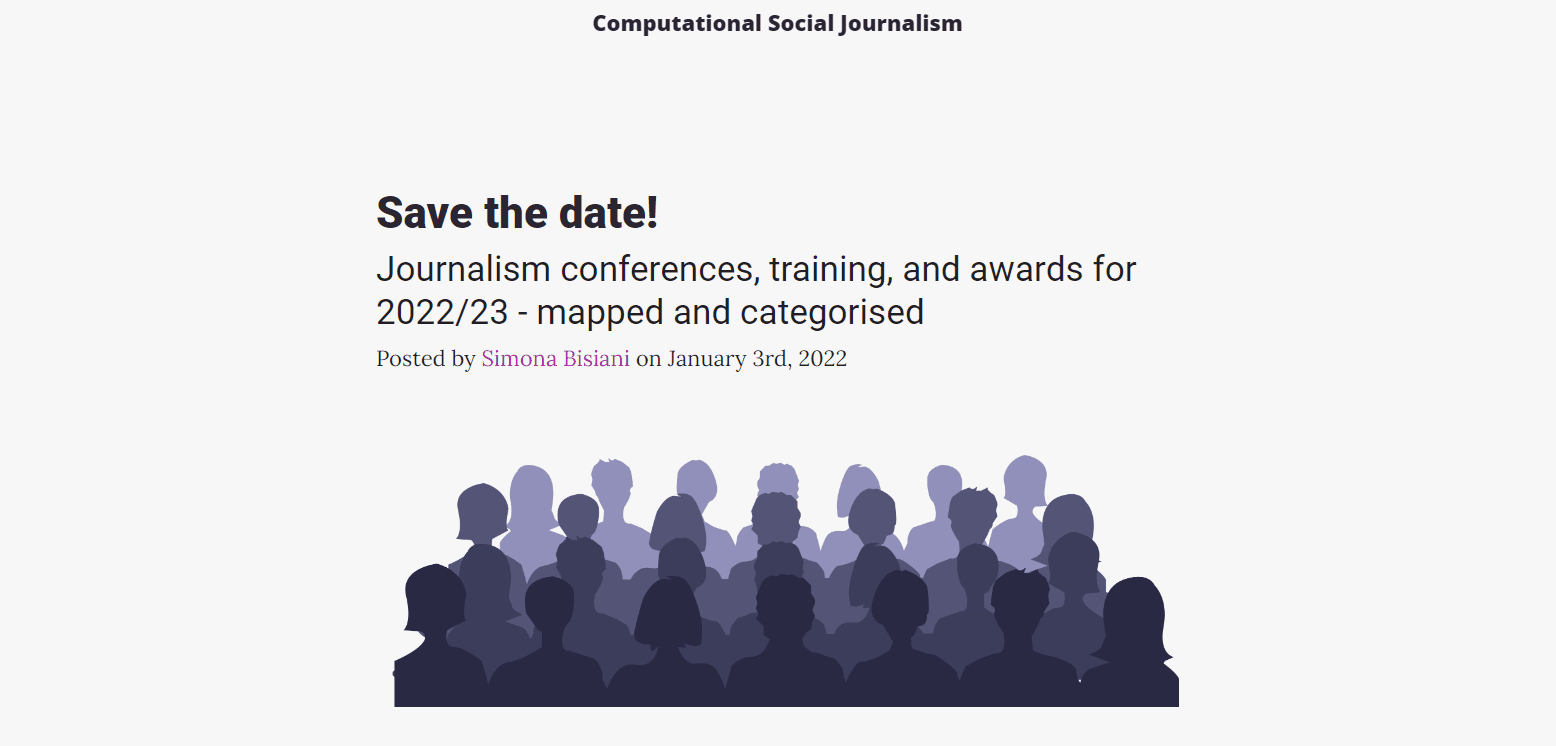 Computational Social Journalism
Save the date!
Journalism conferences, training, and awards for
2022/23 - mapped and categorised
Posted by Simona Bisiani on January 3rd, 2022